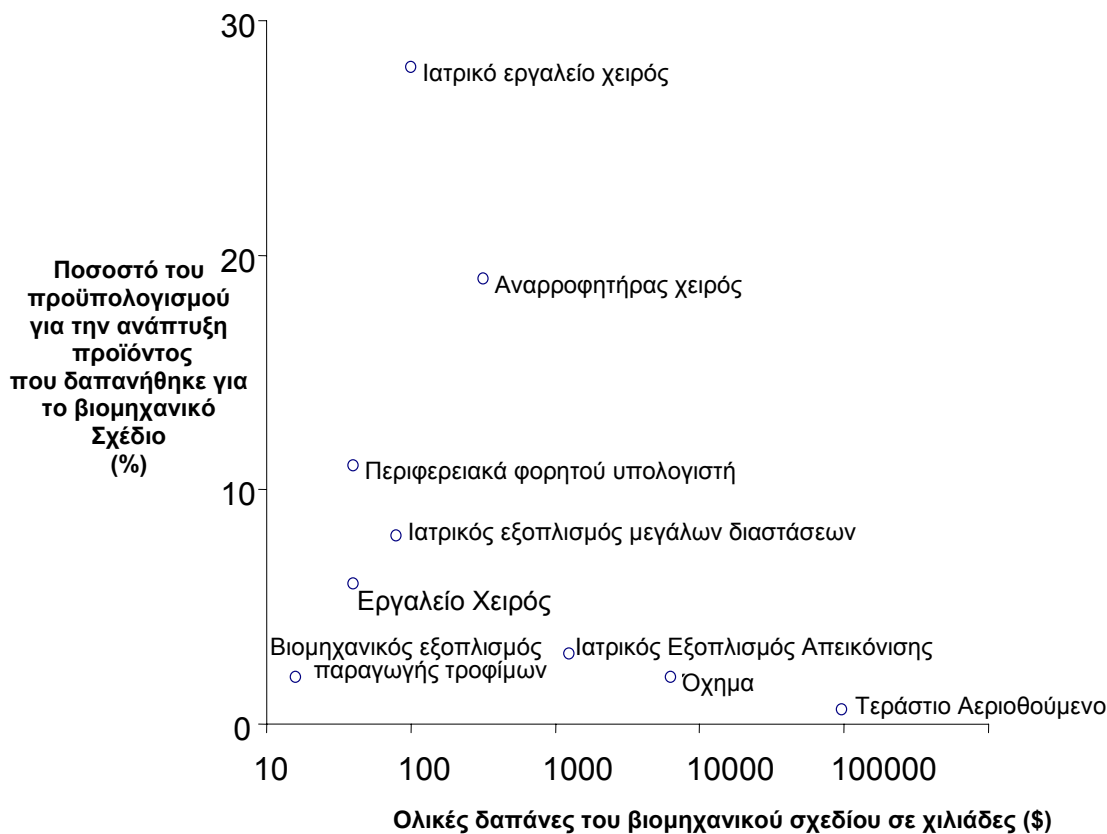 30
Ιατρικό εργαλείο χειρός
20
Αναρροφητήρας χειρός
Ποσοστό του
προϋπολογισμού
για την ανάπτυξη
προϊόντος
που δαπανήθηκε για
το βιομηχανικό
Σχέδιο
(%)
Περιφερειακά φορητού υπολογιστή
10
Ιατρικός εξοπλισμός μεγάλων διαστάσεων
Εργαλείο Χειρός
Βιομηχανικός εξοπλισμός
παραγωγής τροφίμων
Ιατρικός Εξοπλισμός Απεικόνισης
Όχημα
Τεράστιο Αεριοθούμενο
0
10 100 1000 10000 100000
Ολικές δαπάνες του βιομηχανικού σχεδίου σε χιλιάδες ($)